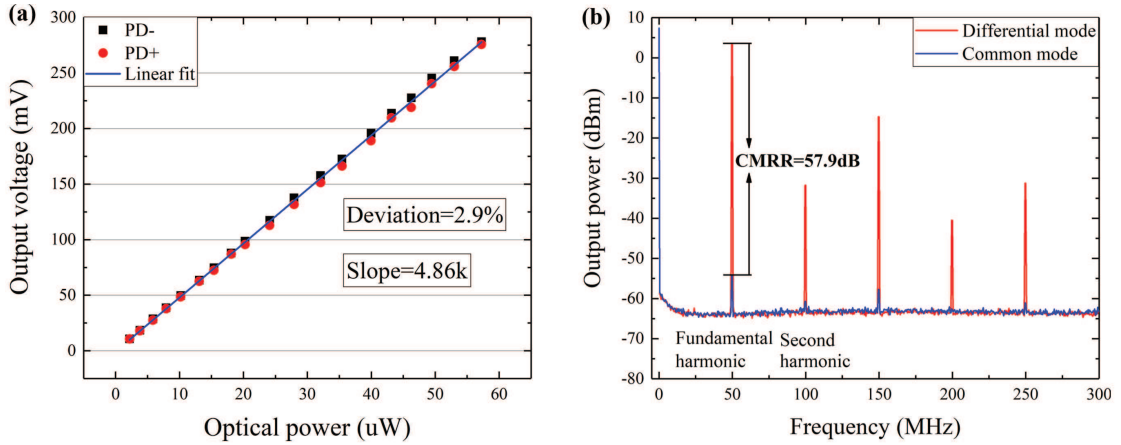 (a)
300
250
200
150
100
50
0
Output voltage (mV)
PD-
PD+
Linear fit
Deviation=2.9%
Slope=4.86k
0 10 20 30 40 50 60
Optical power (uW)
(b)
0
-10
-20
-30
-40
-50
-60
-70
-80
Output power (dBm)
Differential mode
Common mode
CMRR=57.9dB
Fundamental
harmonic
Second
harmonic
0 50 100 150 200 250 300
Frequency (MHz)